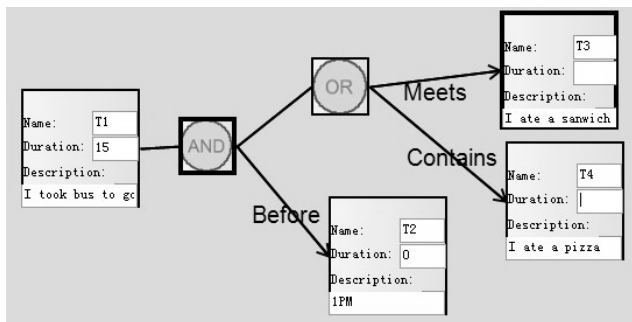 Name: T1
Duration: 15
Description:
I took bus to go
AND
OR
Meets
Contains
Before
Name: T3
Duration:
Description:
I ate a sanwich
Name: T4
Duration:
Description:
I ate a pizza
Name: T2
Duration: 0
Description:
1PM